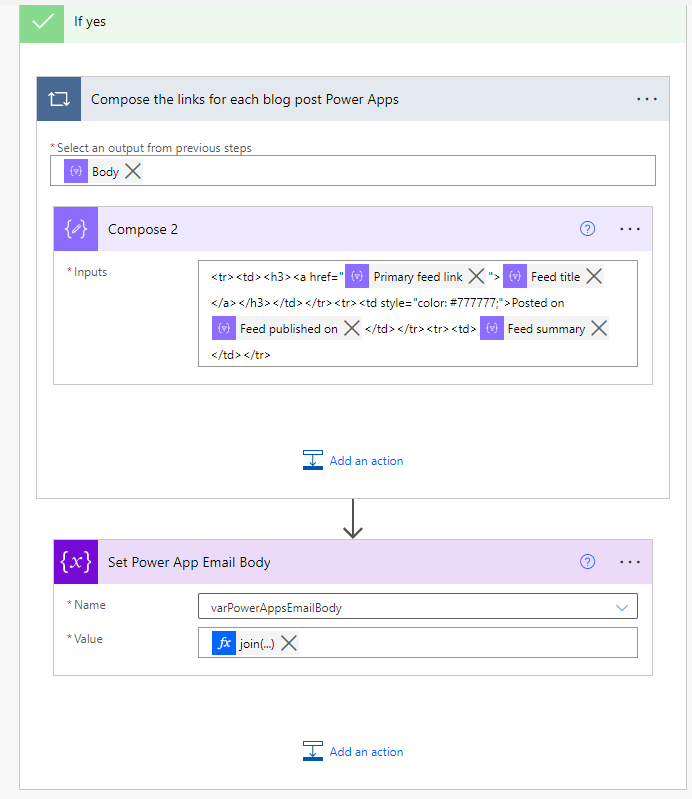 If yes
Compose the links for each blog post Power Apps
*Select an output from previous steps
Body
Compose 2
*Inputs
<tr><td><h3><a href=" Primary feed link "> Feed title
</a></h3></td></tr><tr><td style="color: #777777;">Posted on
Feed published on </td></tr><tr><td> Feed summary
</td></tr>
Add an action
{x} Set Power App Email Body
*Name
varPowerAppsEmailBody
*Value
fx join(...)
Add an action